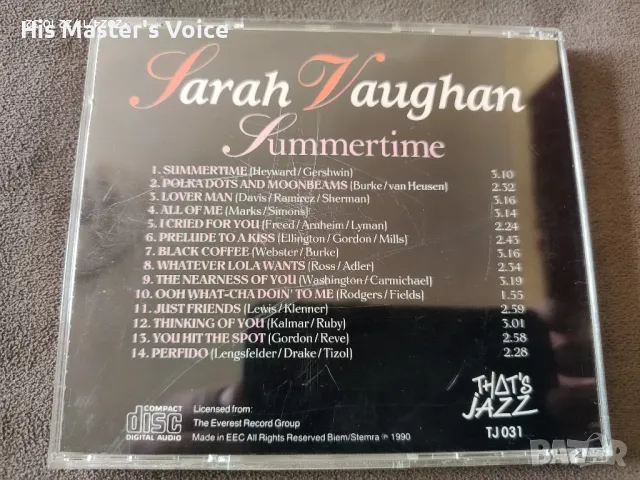 His Master's Voice
Sarah Vaughan
Summertime
1. SUMMERTIME (Heyward/Gershwin) 3.10
2. POLKA DOTS AND MOONBEAMS (Burke/van Heusen) 2.32
3. LOVER MAN (Davis/Ramirez/Sherman) 3.16
4. ALL OF ME (Marks/Simons) 3.14
5. I CRIED FOR YOU (Freed/Arnheim/Lyman) 2.24
6. PRELUDE TO A KISS (Ellington/Gordon/Mills) 2.43
7. BLACK COFFEE (Webster/Burke) 3.16
8. WHATEVER LOLA WANTS (Ross/Adler) 2.34
9. THE NEARNESS OF YOU (Washington/Carmichael) 3.19
10. OOH WHAT-CHA DOIN' TO ME (Rodgers/Fields) 1.55
11. JUST FRIENDS (Lewis/Klenner) 2.59
12. THINKING OF YOU (Kalmar/Ruby) 3.01
13. YOU HIT THE SPOT (Gordon/Reve) 2.58
14. PERFIDO (Lengsfelder/Drake/Tizol) 2.28
COMPACT
disc
DIGITAL AUDIO
Licensed from:
The Everest Record Group
Made in EEC All Rights Reserved Biem/Stemra ℗ 1990
THAT'S
JAZZ
TJ 031
BAZAR